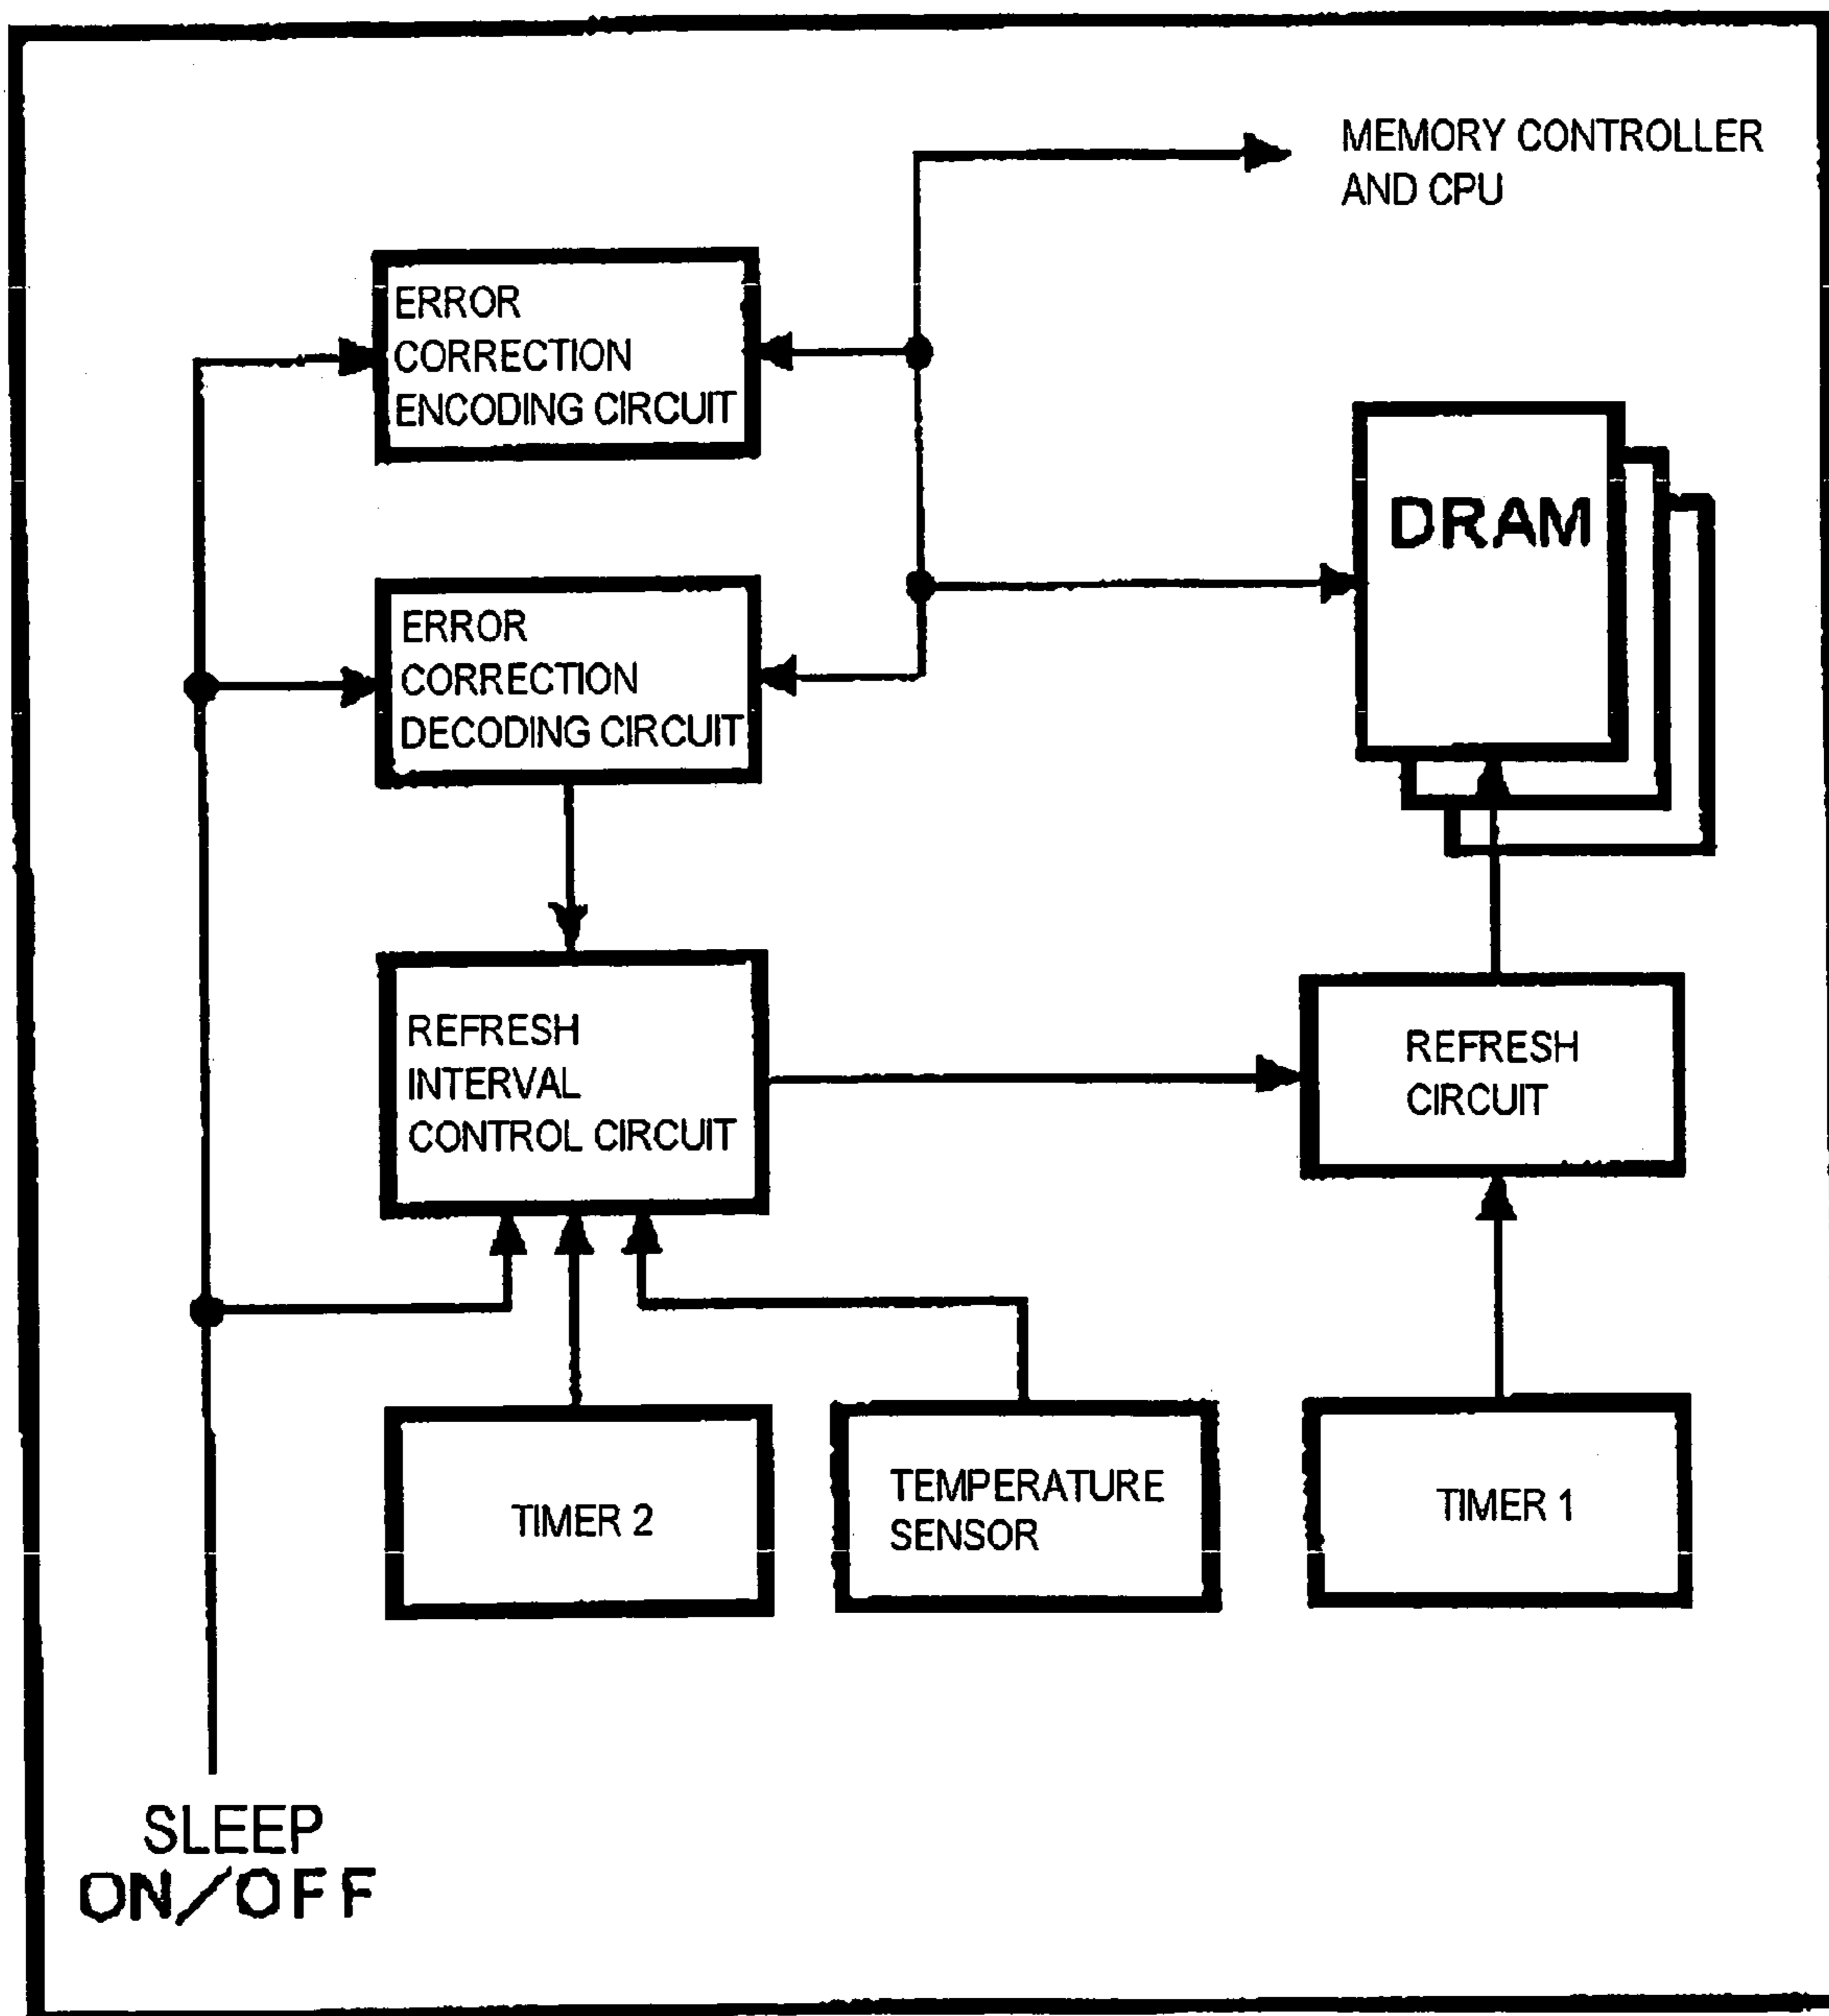 MEMORY CONTROLLER
AND CPU
ERROR
CORRECTION
ENCODING CIRCUIT
DRAM
ERROR
CORRECTION
DECODING CIRCUIT
REFRESH
INTERVAL
CONTROL CIRCUIT
REFRESH
CIRCUIT
TIMER 2
TEMPERATURE
SENSOR
TIMER 1
SLEEP
ON/OFF